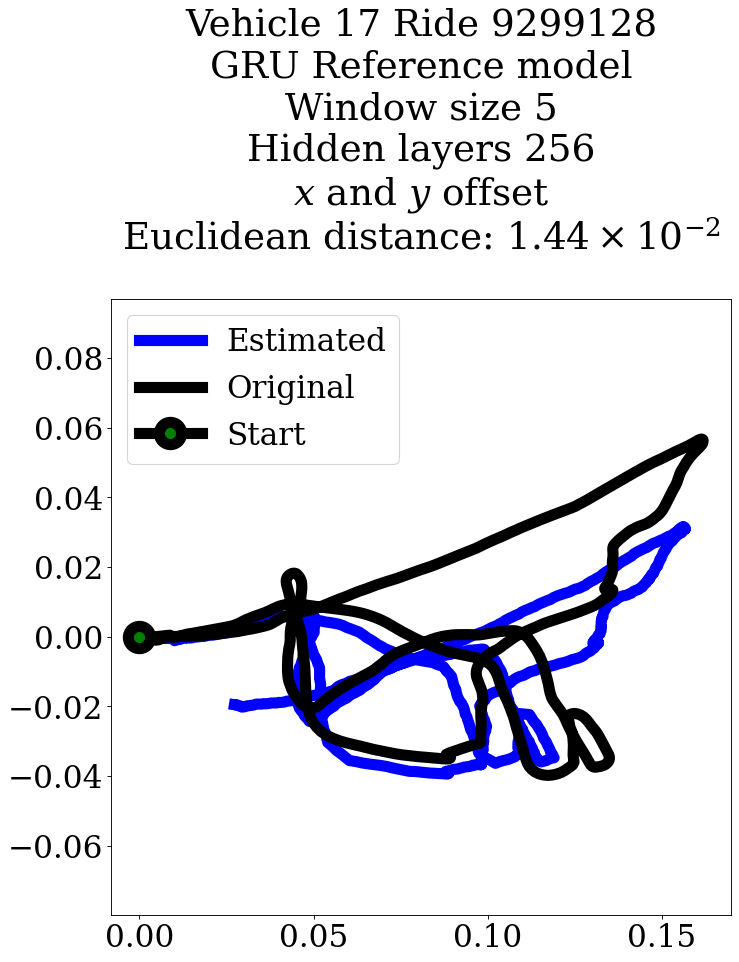 Vehicle 17 Ride 9299128
GRU Reference model
Window size 5
Hidden layers 256
x and y offset
Euclidean distance: 1.44 × 10⁻²
Estimated
Original
Start
0.08
0.06
0.04
0.02
0.00
−0.02
−0.04
−0.06
0.00 0.05 0.10 0.15